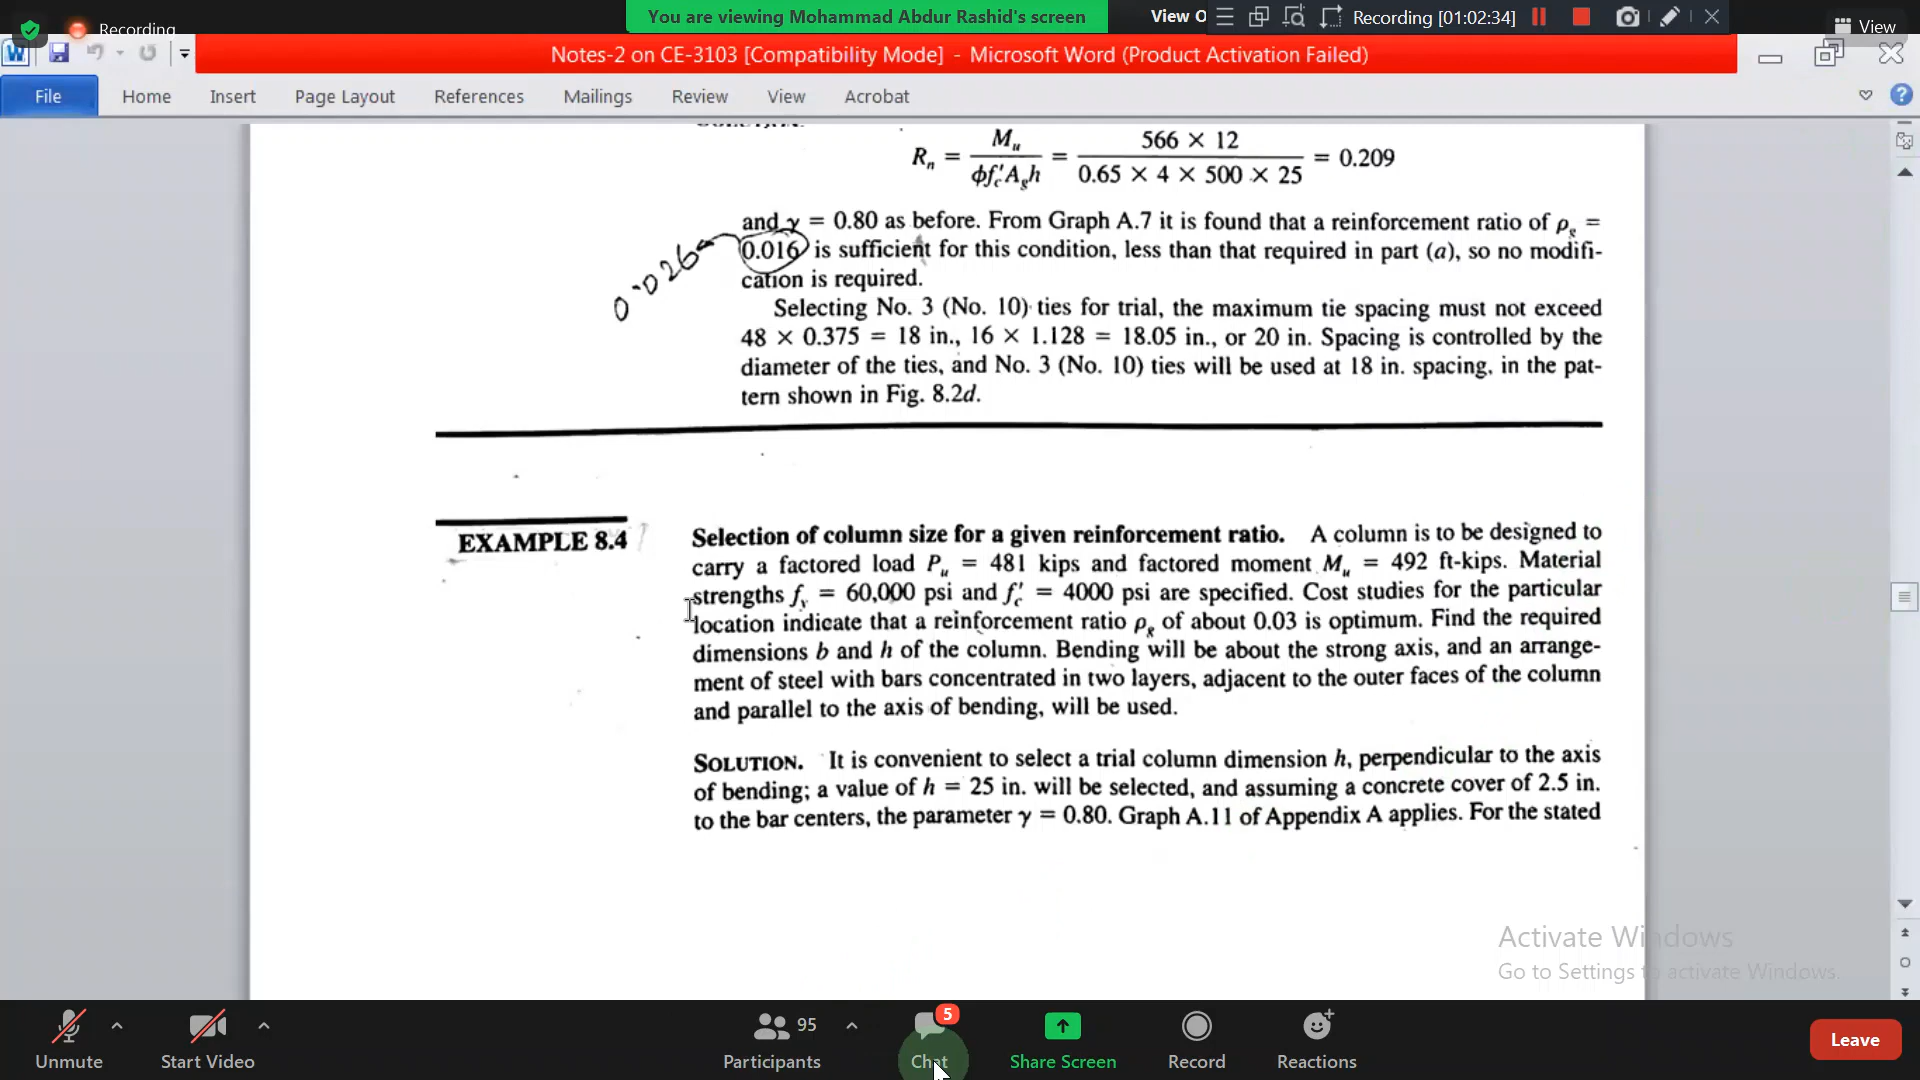 You are viewing Mohammad Abdur Rashid's screen
View O
Recording [01:02:34]
Recording
View
Notes-2 on CE-3103 [Compatibility Mode] - Microsoft Word (Product Activation Failed)
File Home Insert Page Layout References Mailings Review View Acrobat
Rₙ = Mᵤ / ϕf′cAgh = 566 × 12 / 0.65 × 4 × 500 × 25 = 0.209
and γ = 0.80 as before. From Graph A.7 it is found that a reinforcement ratio of ρg =
0.016 is sufficient for this condition, less than that required in part (a), so no modifi-
cation is required.
0.026
Selecting No. 3 (No. 10) ties for trial, the maximum tie spacing must not exceed
48 × 0.375 = 18 in., 16 × 1.128 = 18.05 in., or 20 in. Spacing is controlled by the
diameter of the ties, and No. 3 (No. 10) ties will be used at 18 in. spacing, in the pat-
tern shown in Fig. 8.2d.
EXAMPLE 8.4
Selection of column size for a given reinforcement ratio. A column is to be designed to
carry a factored load Pᵤ = 481 kips and factored moment Mᵤ = 492 ft-kips. Material
strengths fy = 60,000 psi and f′c = 4000 psi are specified. Cost studies for the particular
location indicate that a reinforcement ratio ρg of about 0.03 is optimum. Find the required
dimensions b and h of the column. Bending will be about the strong axis, and an arrange-
ment of steel with bars concentrated in two layers, adjacent to the outer faces of the column
and parallel to the axis of bending, will be used.
SOLUTION. It is convenient to select a trial column dimension h, perpendicular to the axis
of bending; a value of h = 25 in. will be selected, and assuming a concrete cover of 2.5 in.
to the bar centers, the parameter γ = 0.80. Graph A.11 of Appendix A applies. For the stated
Activate Windows
Go to Settings to activate Windows.
Unmute
Start Video
95
Participants
5
Chat
Share Screen
Record
Reactions
Leave